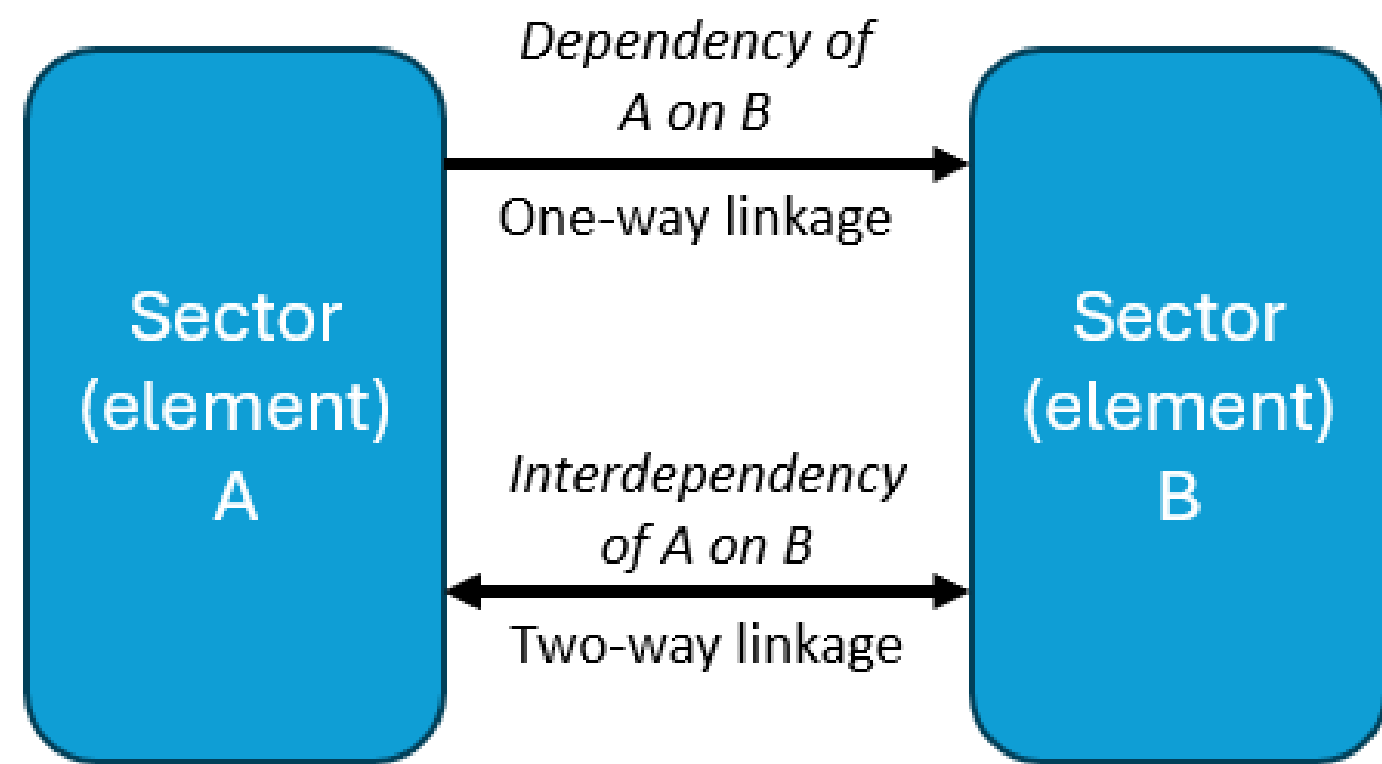 Dependency of
A on B
One-way linkage
Sector
(element)
A
Sector
(element)
B
Interdependency
of A on B
Two-way linkage